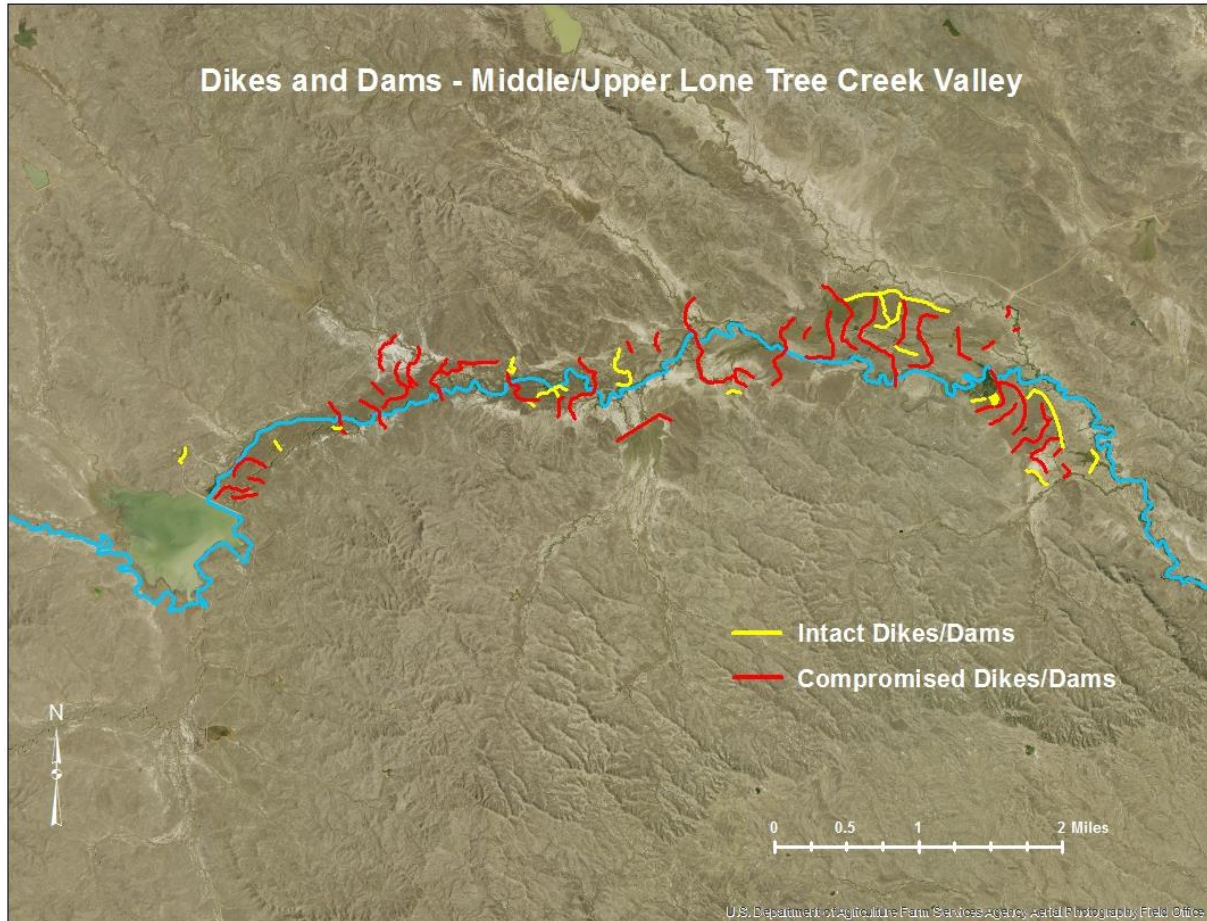 Dikes and Dams - Middle/Upper Lone Tree Creek Valley
Intact Dikes/Dams
Compromised Dikes/Dams
N
0 0.5 1 2 Miles
U.S. Department of Agriculture Farm Services Agency Aerial Photography Field Office